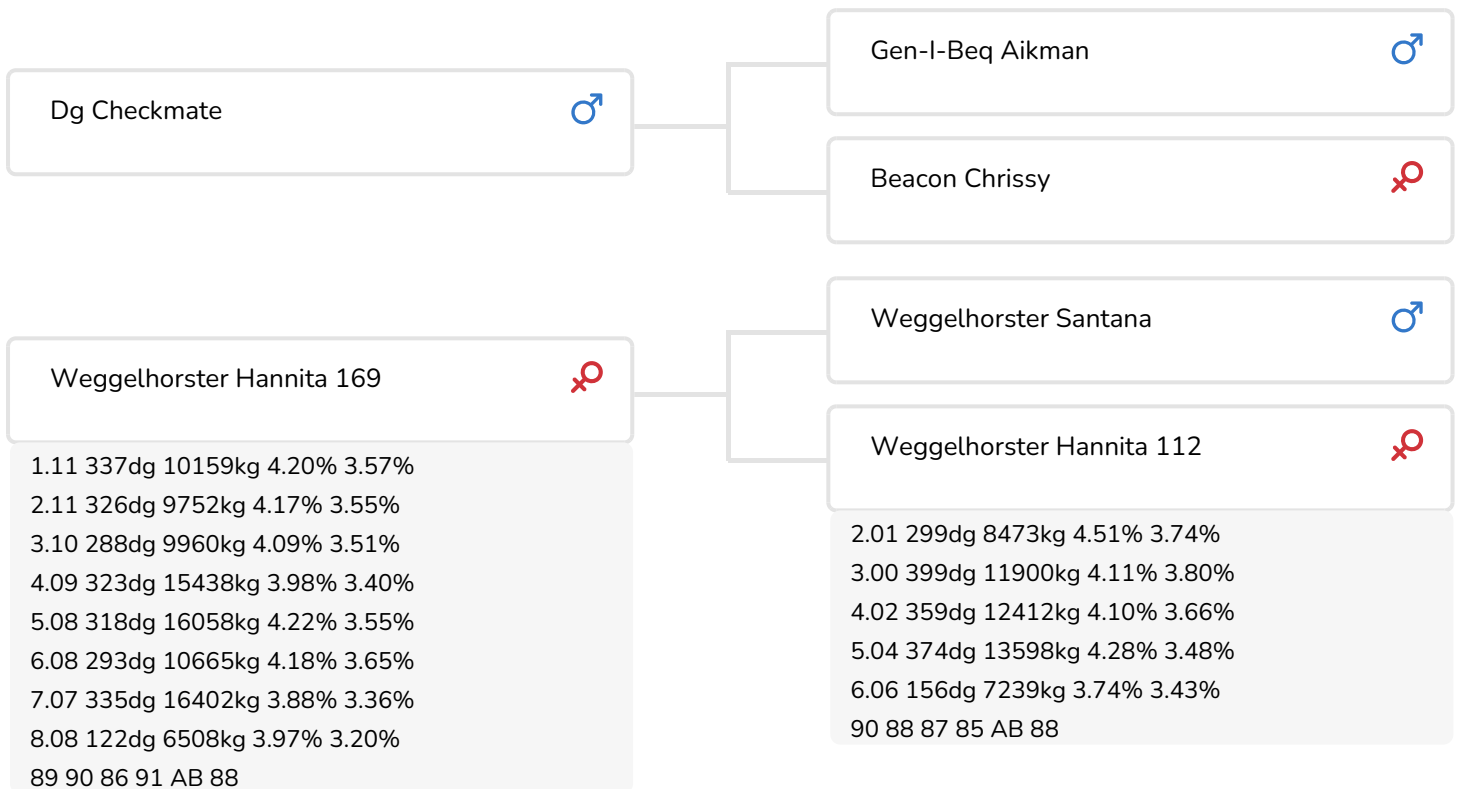 Dg Checkmate
Gen-I-Beq Aikman
Beacon Chrissy
Weggelhorster Hannita 169
1.11 337dg 10159kg 4.20% 3.57%
2.11 326dg 9752kg 4.17% 3.55%
3.10 288dg 9960kg 4.09% 3.51%
4.09 323dg 15438kg 3.98% 3.40%
5.08 318dg 16058kg 4.22% 3.55%
6.08 293dg 10665kg 4.18% 3.65%
7.07 335dg 16402kg 3.88% 3.36%
8.08 122dg 6508kg 3.97% 3.20%
89 90 86 91 AB 88
Weggelhorster Santana
Weggelhorster Hannita 112
2.01 299dg 8473kg 4.51% 3.74%
3.00 399dg 11900kg 4.11% 3.80%
4.02 359dg 12412kg 4.10% 3.66%
5.04 374dg 13598kg 4.28% 3.48%
6.06 156dg 7239kg 3.74% 3.43%
90 88 87 85 AB 88